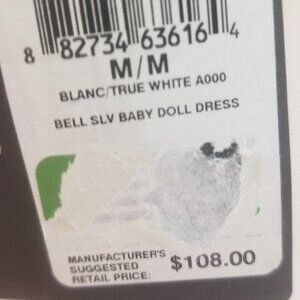 8 82734 63616 4
M/M
BLANC/TRUE WHITE A000
BELL SLV BABY DOLL DRESS
MANUFACTURER'S
SUGGESTED
RETAIL PRICE: $108.00